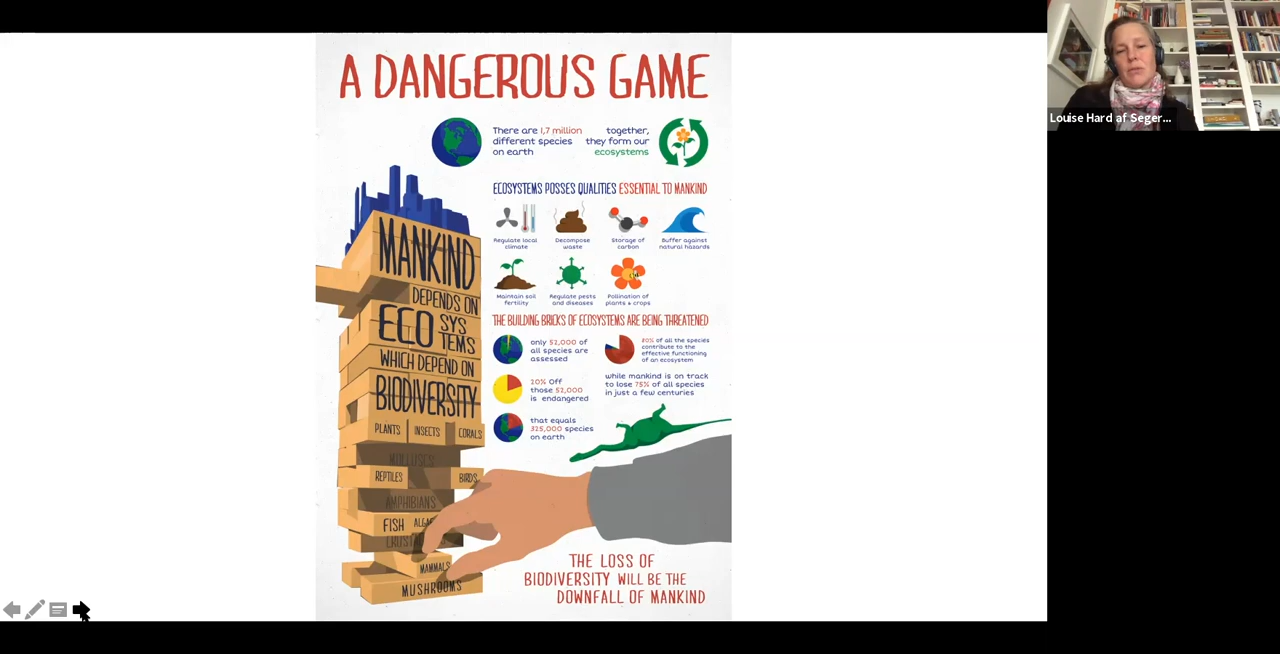 A DANGEROUS GAME
There are 1,7 million
different species
on earth
together,
they form our
ecosystems
ECOSYSTEMS POSSES QUALITIES ESSENTIAL TO MANKIND
Regulate local
climate
Decompose
waste
Storage of
carbon
Buffer against
natural hazards
Maintain soil
fertility
Regulate pests
and diseases
Pollination of
plants & crops
THE BUILDING BRICKS OF ECOSYSTEMS ARE BEING THREATENED
only 52,000 of
all species are
assessed
20% Off
those 52,000
is endangered
that equals
325,000 species
on earth
80% of all the species
contribute to the
effective functioning
of an ecosystem
while mankind is on track
to lose 75% of all species
in just a few centuries
MANKIND
DEPENDS ON
ECO SYS
TEMS
WHICH DEPEND ON
BIODIVERSITY
PLANTS INSECTS CORALS
MOLLUSCS
REPTILES BIRDS
AMPHIBIANS
FISH
MAMMALS
MUSHROOMS
THE LOSS OF
BIODIVERSITY WILL BE THE
DOWNFALL OF MANKIND
Louise Hard af Seger...